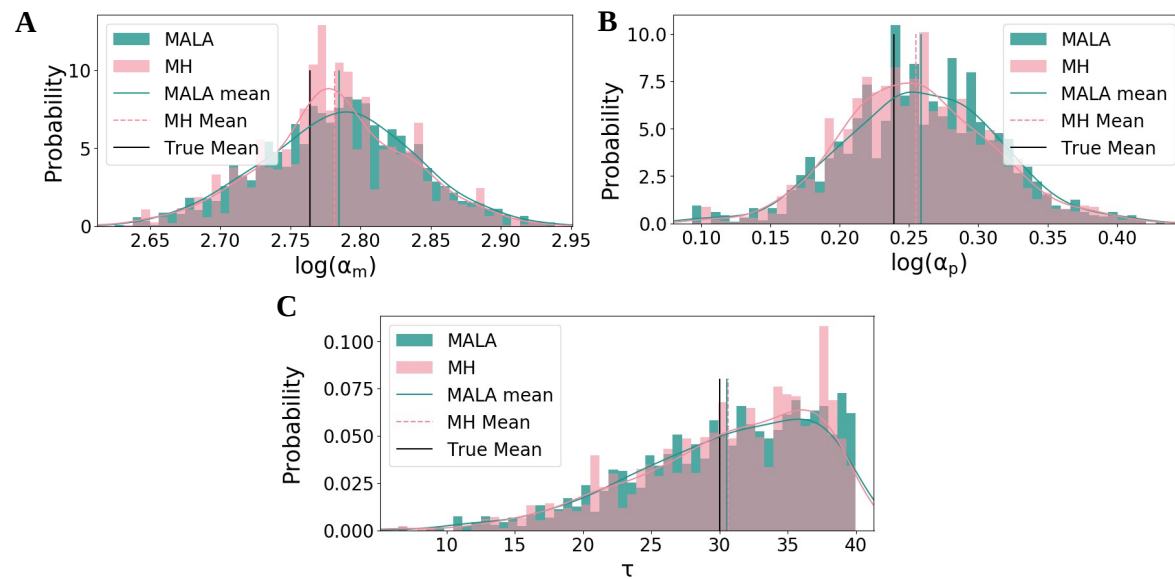 A
Probability
10
5
0
MALA
MH
MALA mean
MH Mean
True Mean
2.65 2.70 2.75 2.80 2.85 2.90 2.95
log(αm)
B
Probability
10.0
7.5
5.0
2.5
0.0
MALA
MH
MALA mean
MH Mean
True Mean
0.10 0.15 0.20 0.25 0.30 0.35 0.40
log(αp)
C
Probability
0.100
0.075
0.050
0.025
0.000
MALA
MH
MALA mean
MH Mean
True Mean
10 15 20 25 30 35 40
τ